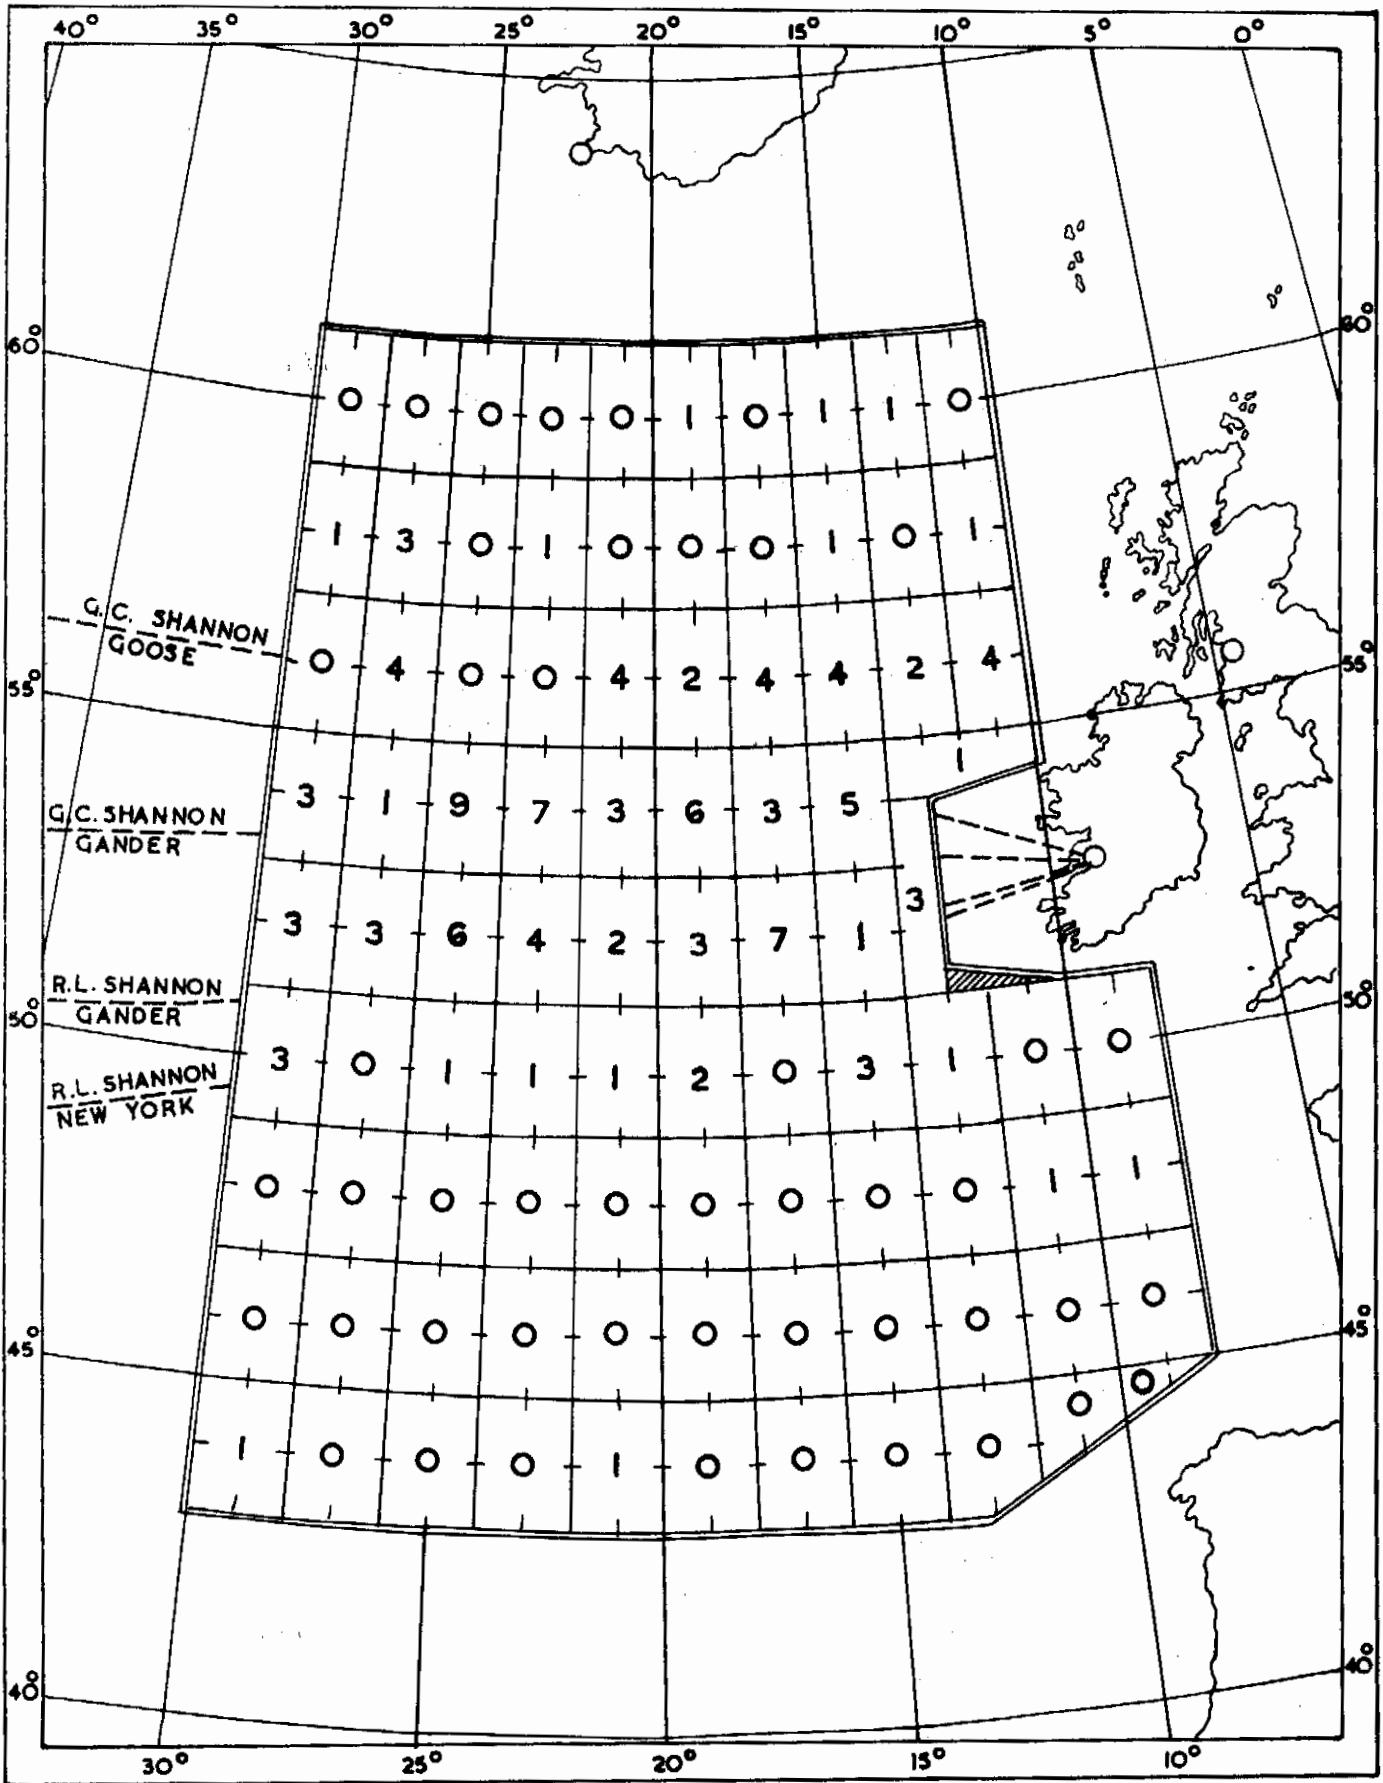 40° 35° 30° 25° 20° 15° 10° 5° 0°
60° 60°
0 0 0 0 0 1 0 1 1 0
1 3 0 1 0 0 0 1 0 1
G.C. SHANNON
GOOSE
0 4 0 0 4 2 4 4 2 4
55° 55°
3 1 9 7 3 6 3 5 1
G.C. SHANNON
GANDER
3 3 6 4 2 3 7 1 3
R.L. SHANNON
GANDER
50° 50°
3 0 1 1 1 2 0 3 1 0 0
R.L. SHANNON
NEW YORK
0 0 0 0 0 0 0 0 0 1 1
0 0 0 0 0 0 0 0 0 0 0
45° 45°
1 0 0 0 1 0 0 0 0 0 0
40° 40°
30° 25° 20° 15° 10°